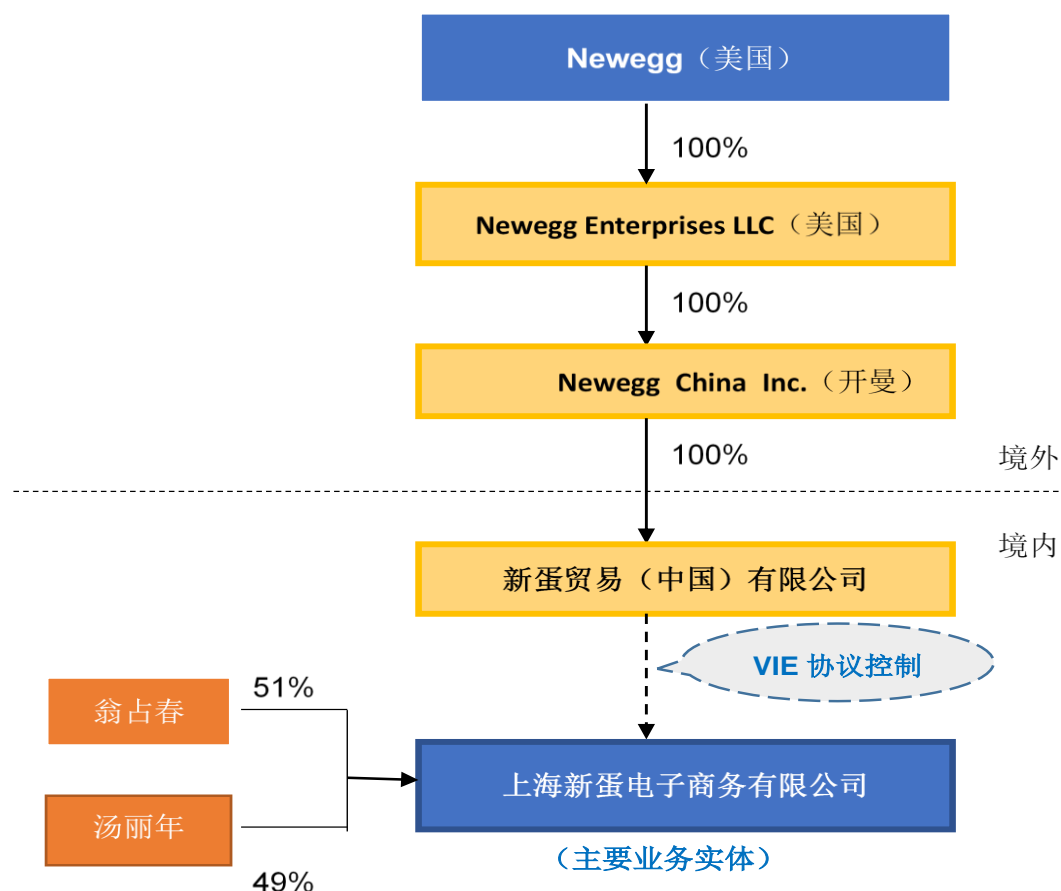 Newegg（美国）
100%
Newegg Enterprises LLC（美国）
100%
Newegg China Inc.（开曼）
100%
境外
境内
新蛋贸易（中国）有限公司
VIE 协议控制
51%
翁占春
上海新蛋电子商务有限公司
汤丽年
（主要业务实体）
49%